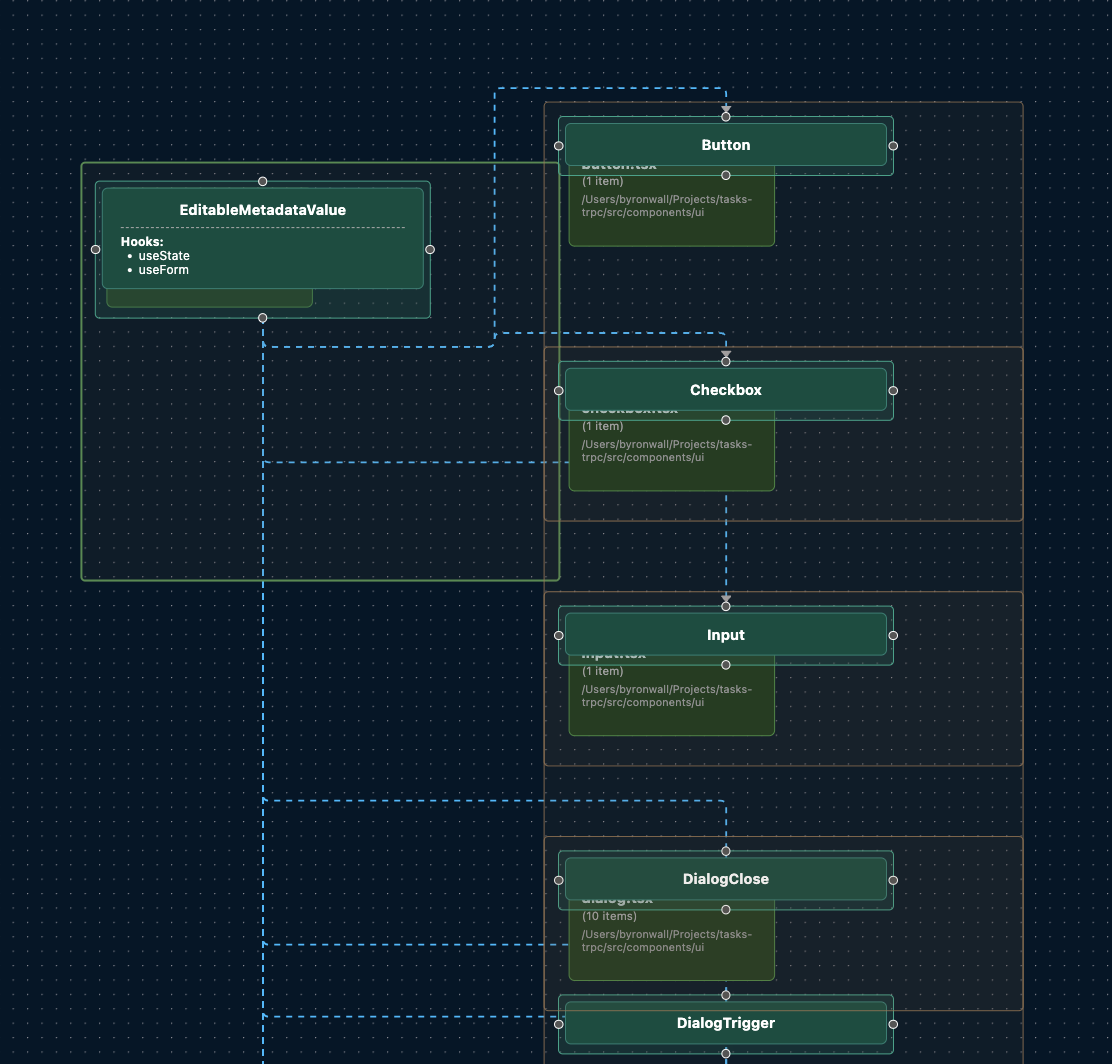 Button
button.tsx
(1 item)
/Users/byronwall/Projects/tasks-
trpc/src/components/ui
EditableMetadataValue
Hooks:
• useState
• useForm
Checkbox
checkbox.tsx
(1 item)
/Users/byronwall/Projects/tasks-
trpc/src/components/ui
Input
input.tsx
(1 item)
/Users/byronwall/Projects/tasks-
trpc/src/components/ui
DialogClose
dialog.tsx
(10 items)
/Users/byronwall/Projects/tasks-
trpc/src/components/ui
DialogTrigger